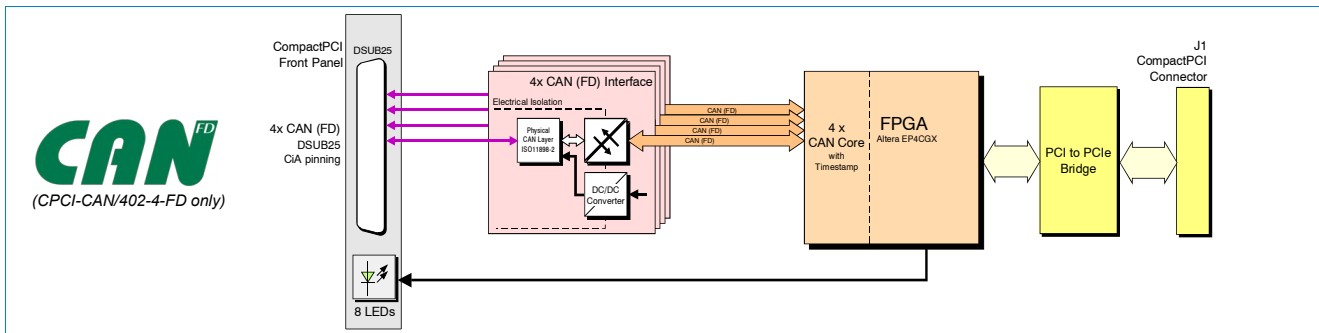 CAN FD
(CPCI-CAN/402-4-FD only)
CompactPCI
Front Panel
4x CAN (FD)
DSUB25
CiA pinning
DSUB25
8 LEDs
4x CAN (FD) Interface
Electrical Isolation
Physical
CAN Layer
ISO11898-2
DC/DC
Converter
CAN (FD)
CAN (FD)
CAN (FD)
CAN (FD)
4 x
CAN Core
with
Timestamp
FPGA
Altera EP4CGX
PCI to PCIe
Bridge
J1
CompactPCI
Connector